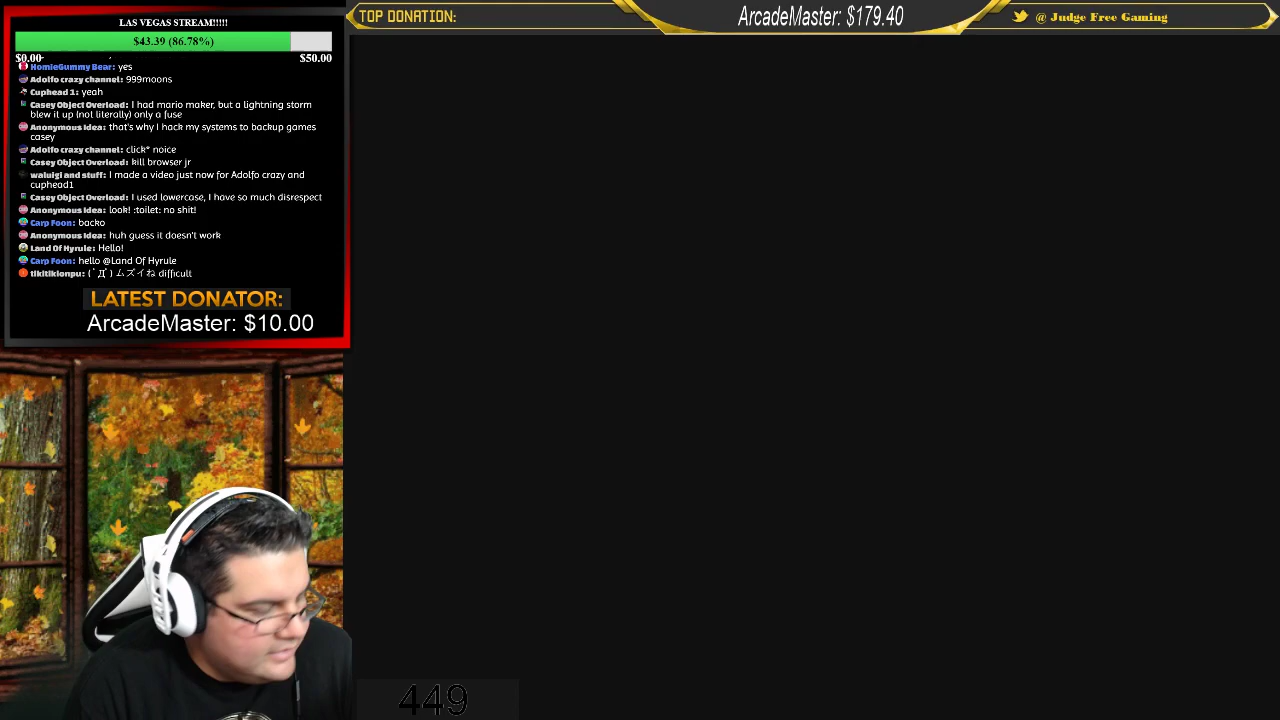 LAS VEGAS STREAM!!!!!
$43.39 (86.78%)
$0.00
$50.00
HomieGummy Bear: yes
Adolfo crazy channel: 999moons
Cuphead 1: yeah
Casey Object Overload: I had mario maker, but a lightning storm
blew it up (not literally) only a fuse
Anonymous Idea: that's why I hack my systems to backup games
casey
Adolfo crazy channel: click* noice
Casey Object Overload: kill browser jr
waluigi and stuff: I made a video just now for Adolfo crazy and
cuphead1
Casey Object Overload: I used lowercase, I have so much disrespect
Anonymous Idea: look! :toilet: no shit!
Carp Foon: backo
Anonymous Idea: huh guess it doesn't work
Land Of Hyrule: Hello!
Carp Foon: hello @Land Of Hyrule
tikitikionpu: (ﾟДﾟ) ムズイね difficult
LATEST DONATOR:
ArcadeMaster: $10.00
TOP DONATION:
ArcadeMaster: $179.40
@ Judge Free Gaming
449